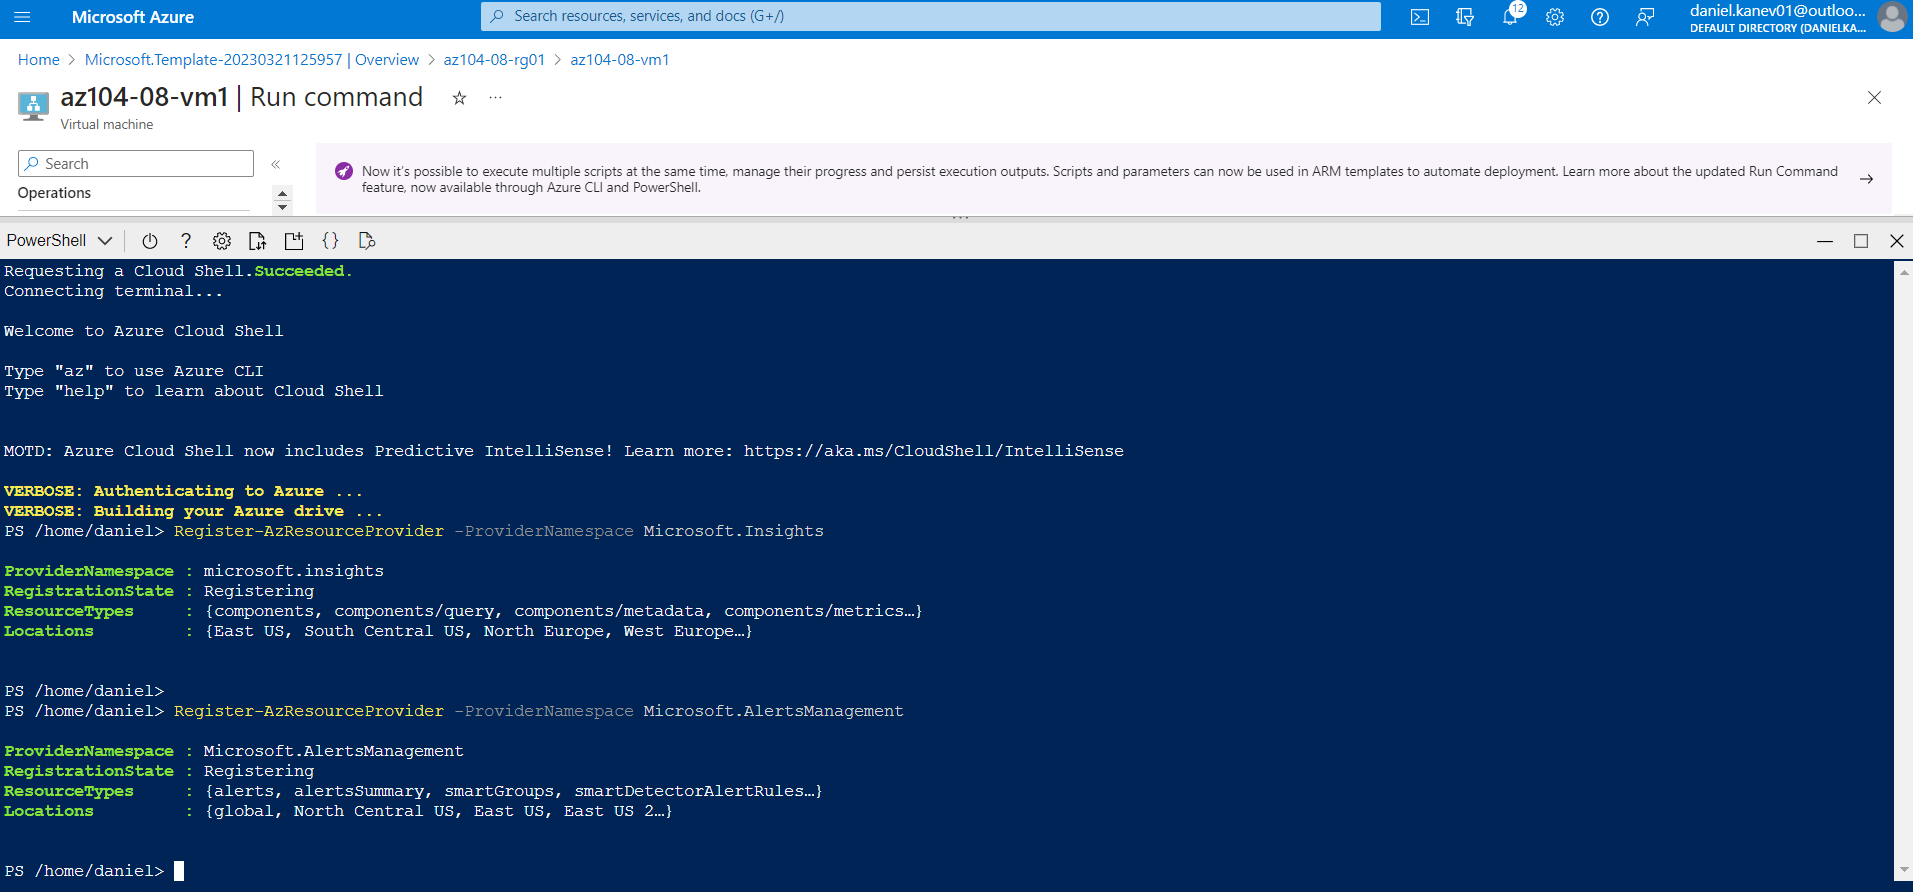 Microsoft Azure
Search resources, services, and docs (G+/)
12
daniel.kanev01@outloo...
DEFAULT DIRECTORY (DANIELKA...
Home > Microsoft.Template-20230321125957 | Overview > az104-08-rg01 > az104-08-vm1
az104-08-vm1 | Run command
Virtual machine
Search
Operations
Now it's possible to execute multiple scripts at the same time, manage their progress and persist execution outputs. Scripts and parameters can now be used in ARM templates to automate deployment. Learn more about the updated Run Command
feature, now available through Azure CLI and PowerShell.
PowerShell
Requesting a Cloud Shell.Succeeded.
Connecting terminal...
Welcome to Azure Cloud Shell
Type "az" to use Azure CLI
Type "help" to learn about Cloud Shell
MOTD: Azure Cloud Shell now includes Predictive IntelliSense! Learn more: https://aka.ms/CloudShell/IntelliSense
VERBOSE: Authenticating to Azure ...
VERBOSE: Building your Azure drive ...
PS /home/daniel> Register-AzResourceProvider -ProviderNamespace Microsoft.Insights
ProviderNamespace : microsoft.insights
RegistrationState : Registering
ResourceTypes     : {components, components/query, components/metadata, components/metrics…}
Locations         : {East US, South Central US, North Europe, West Europe…}
PS /home/daniel>
PS /home/daniel> Register-AzResourceProvider -ProviderNamespace Microsoft.AlertsManagement
ProviderNamespace : Microsoft.AlertsManagement
RegistrationState : Registering
ResourceTypes     : {alerts, alertsSummary, smartGroups, smartDetectorAlertRules…}
Locations         : {global, North Central US, East US, East US 2…}
PS /home/daniel>